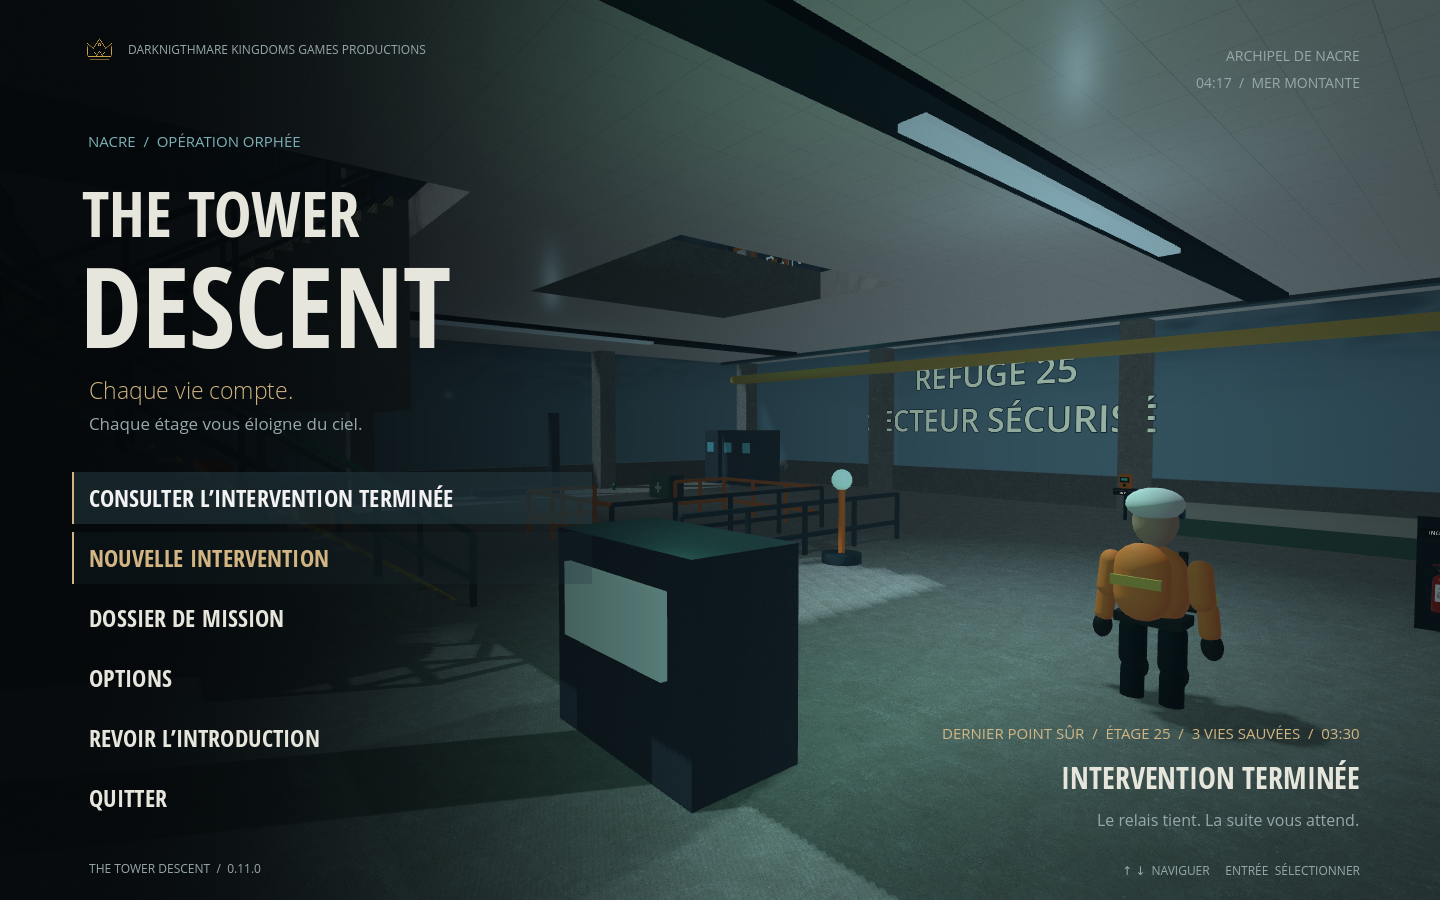 DARKNIGTHMARE KINGDOMS GAMES PRODUCTIONS
ARCHIPEL DE NACRE
04:17 / MER MONTANTE
NACRE / OPÉRATION ORPHÉE
THE TOWER
DESCENT
Chaque vie compte.
Chaque étage vous éloigne du ciel.
REFUGE 25
ECTEUR SÉCURISÉ
CONSULTER L’INTERVENTION TERMINÉE
NOUVELLE INTERVENTION
DOSSIER DE MISSION
OPTIONS
REVOIR L’INTRODUCTION
QUITTER
DERNIER POINT SÛR / ÉTAGE 25 / 3 VIES SAUVÉES / 03:30
INTERVENTION TERMINÉE
Le relais tient. La suite vous attend.
THE TOWER DESCENT / 0.11.0
↑ ↓ NAVIGUER ENTRÉE SÉLECTIONNER